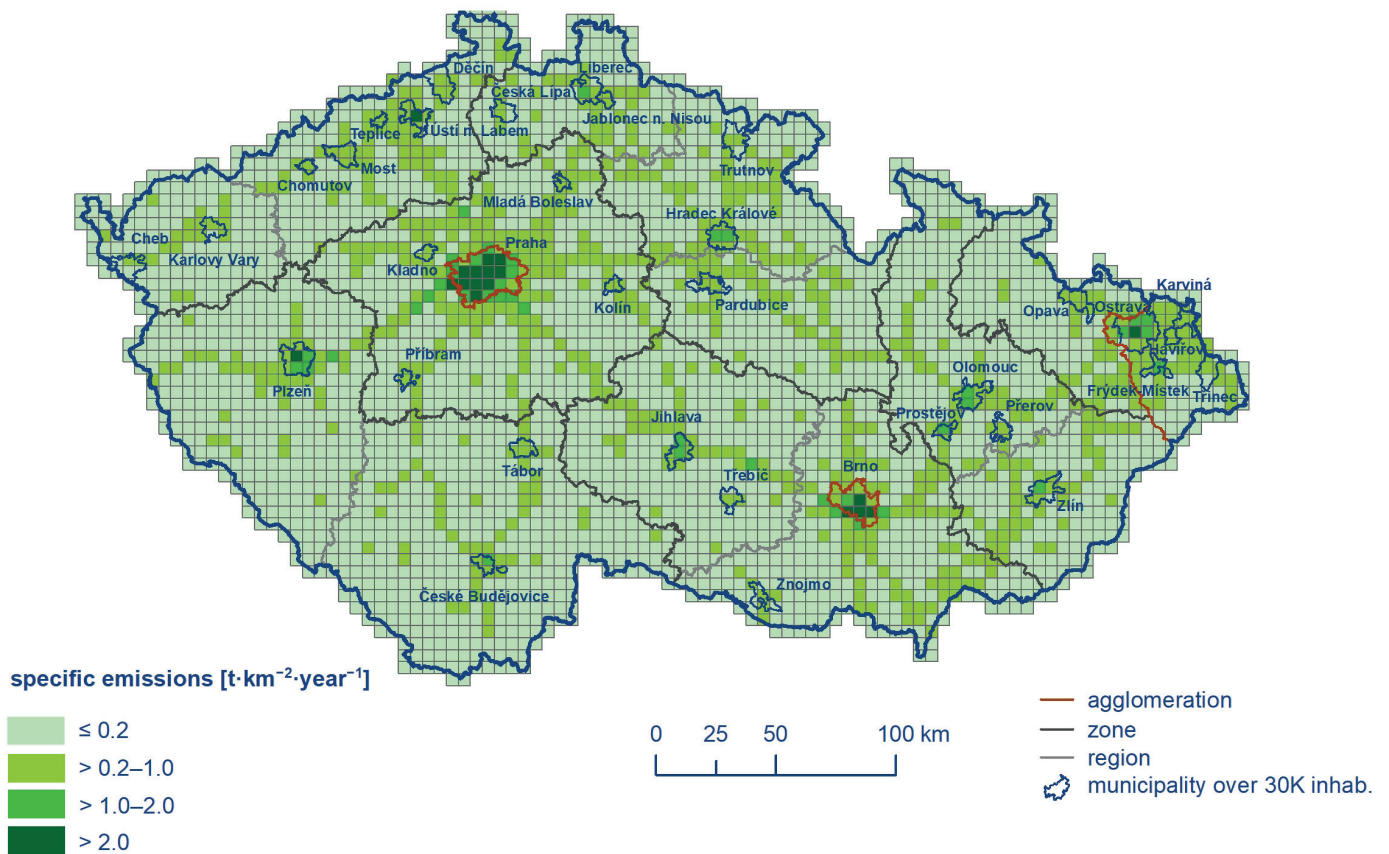 Děčín
Liberec
Česká Lípa
Jablonec n. Nisou
Teplice
Ústí n. Labem
Most
Trutnov
Chomutov
Mladá Boleslav
Hradec Králové
Cheb
Praha
Karlovy Vary
Kladno
Kolín
Pardubice
Karviná
Opava
Ostrava
Havířov
Příbram
Plzeň
Olomouc
Frýdek-Místek
Třinec
Prostějov
Přerov
Jihlava
Tábor
Třebíč
Brno
Zlín
České Budějovice
Znojmo
specific emissions [t·km⁻²·year⁻¹]
≤ 0.2
> 0.2–1.0
> 1.0–2.0
> 2.0
0 25 50 100 km
agglomeration
zone
region
municipality over 30K inhab.